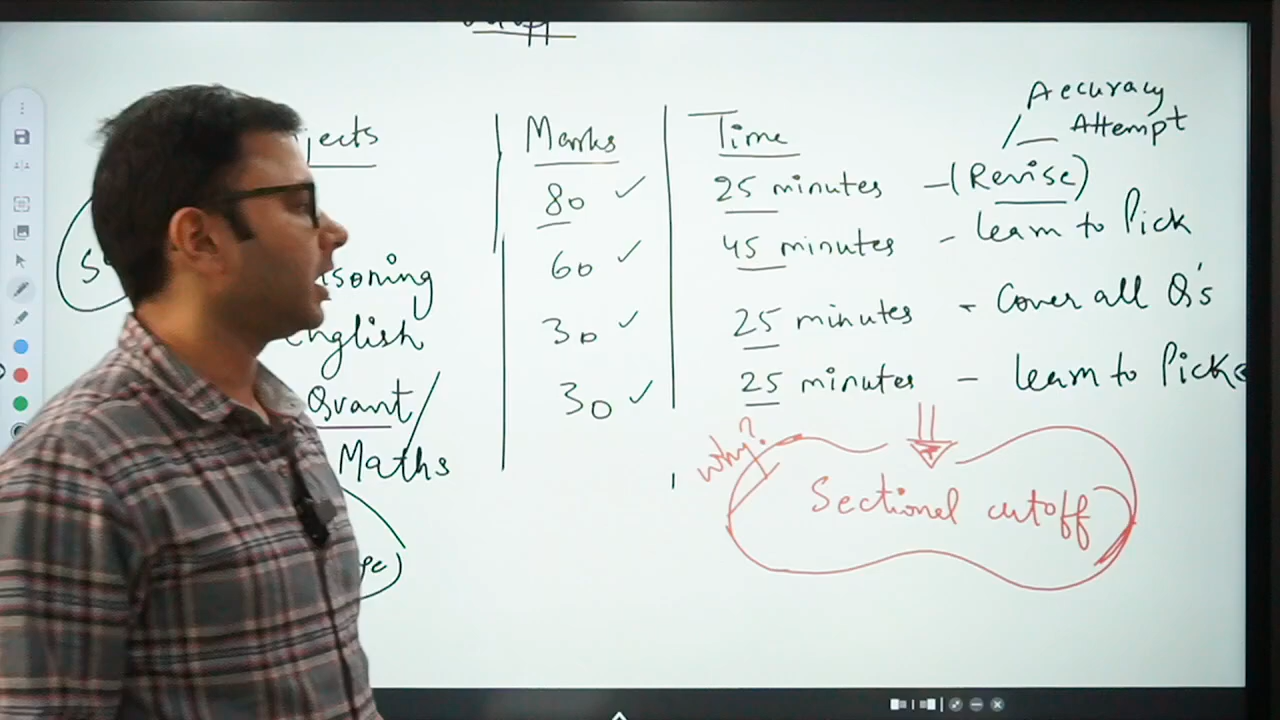 Marks
Time
Accuracy
Attempt
80 ✓ 25 minutes - (Revise)
60 ✓ 45 minutes - learn to Pick
English 30 ✓ 25 minutes - Cover all Q's
Quant/ 30 ✓ 25 minutes - learn to Pick
Maths
Why?
Sectional cutoff